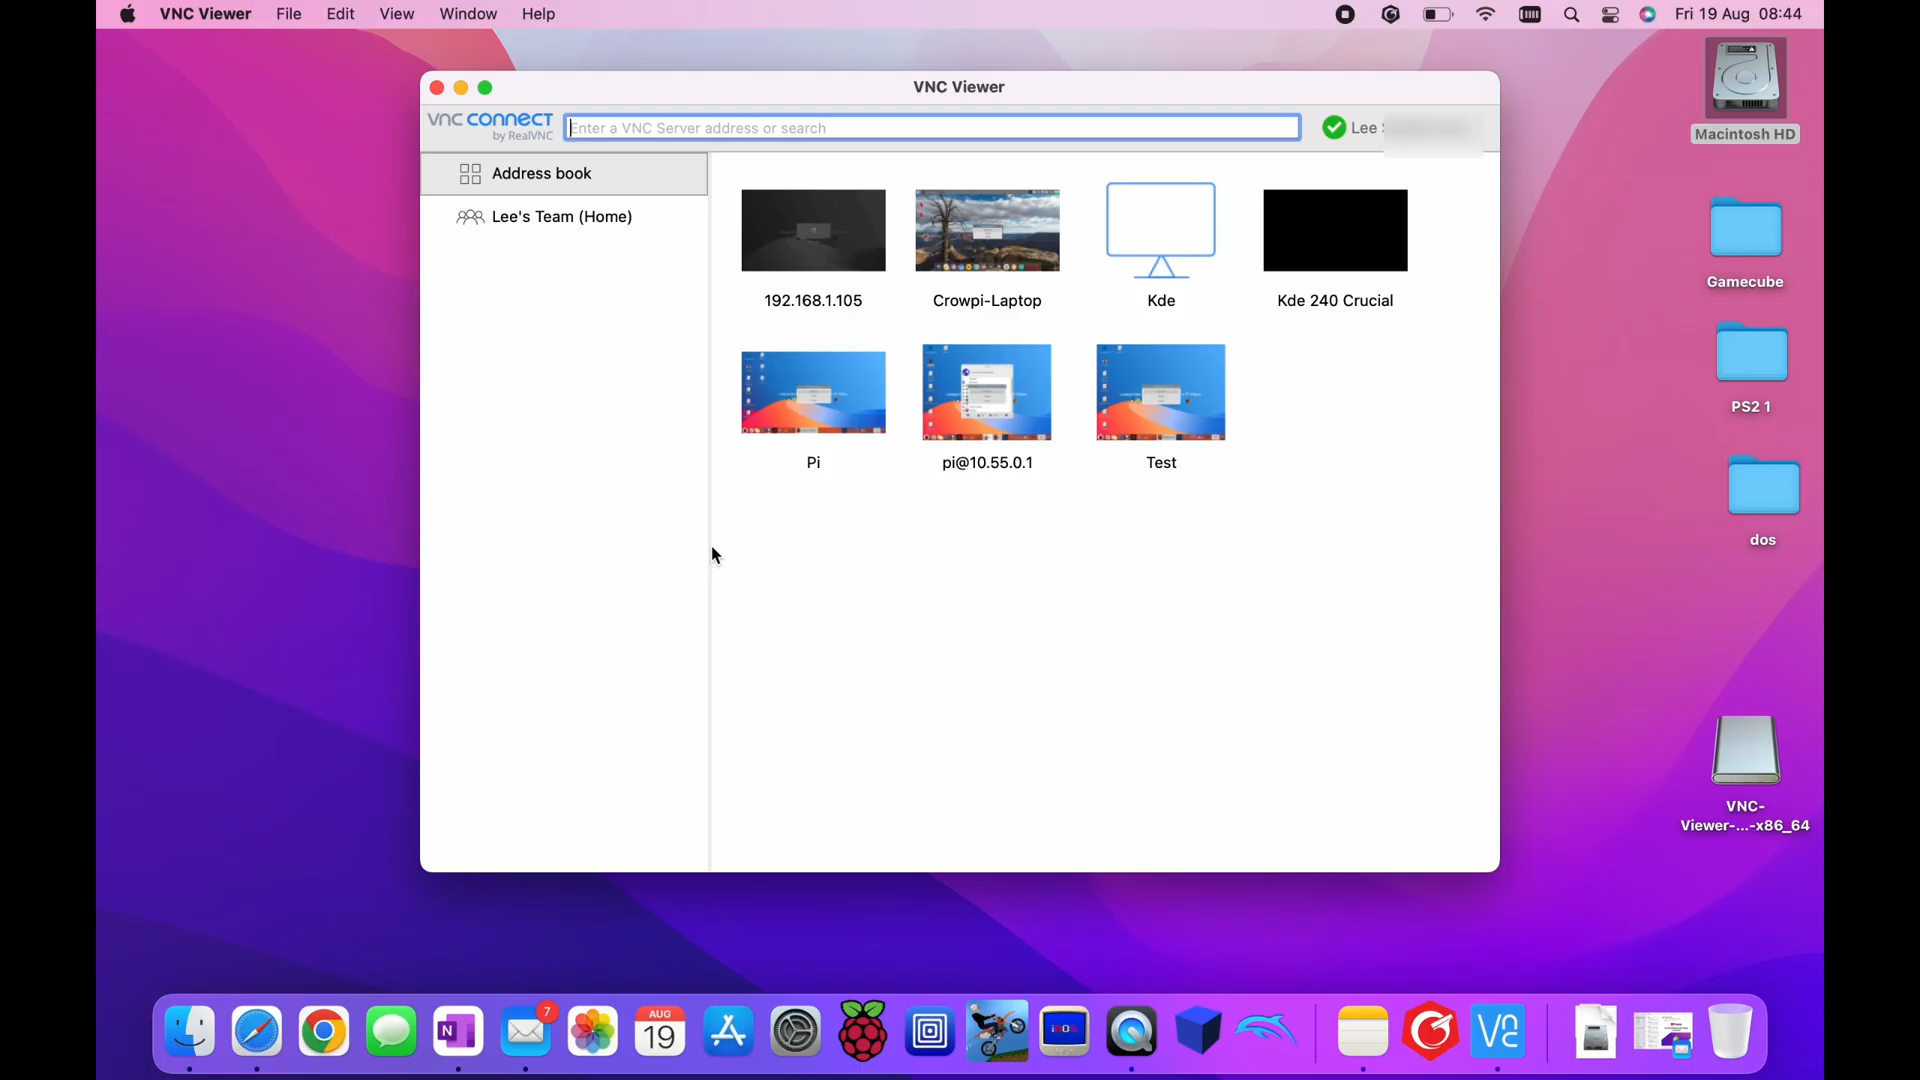 VNC Viewer File Edit View Window Help
Fri 19 Aug 08:44
VNC Viewer
vnc connect
by RealVNC
Enter a VNC Server address or search
Lee
Address book
Lee's Team (Home)
192.168.1.105
Crowpi-Laptop
Kde
Kde 240 Crucial
Pi
pi@10.55.0.1
Test
Macintosh HD
Gamecube
PS2 1
dos
VNC-
Viewer-...-x86_64
N
7
AUG
19
V2